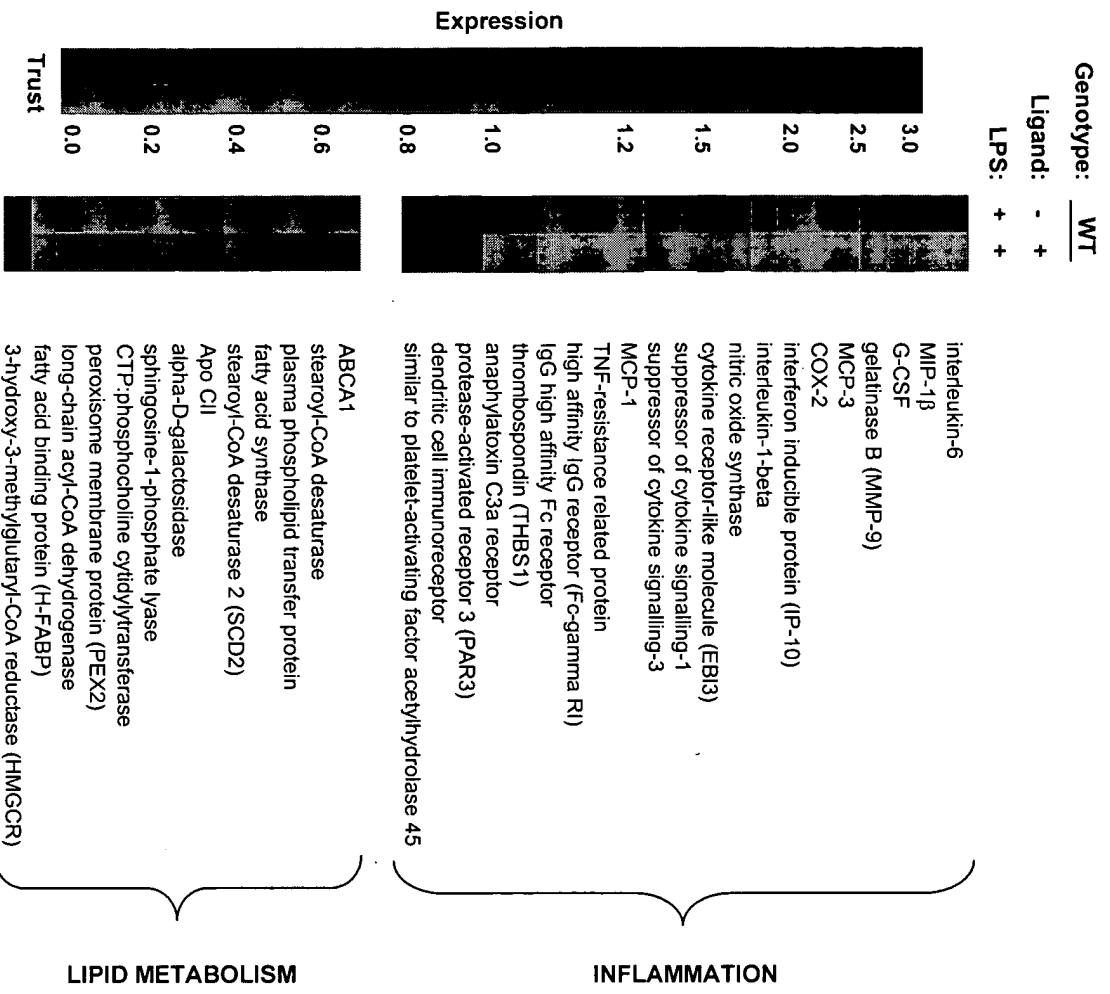 Genotype: WT
Ligand: - +
LPS: + +
Expression
3.0
2.5
2.0
1.5
1.2
1.0
0.8
0.6
0.4
0.2
0.0
Trust
interleukin-6
MIP-1β
G-CSF
gelatinase B (MMP-9)
MCP-3
COX-2
interferon inducible protein (IP-10)
interleukin-1-beta
nitric oxide synthase
cytokine receptor-like molecule (EBI3)
suppressor of cytokine signalling-1
suppressor of cytokine signalling-3
MCP-1
TNF-resistance related protein
high affinity IgG receptor (Fc-gamma RI)
IgG high affinity Fc receptor
thrombospondin (THBS1)
anaphylatoxin C3a receptor
protease-activated receptor 3 (PAR3)
dendritic cell immunoreceptor
similar to platelet-activating factor acetylhydrolase 45
INFLAMMATION
ABCA1
stearoyl-CoA desaturase
plasma phospholipid transfer protein
fatty acid synthase
stearoyl-CoA desaturase 2 (SCD2)
Apo CII
alpha-D-galactosidase
sphingosine-1-phosphate lyase
CTP:phosphocholine cytidylytransferase
peroxisome membrane protein (PEX2)
long-chain acyl-CoA dehydrogenase
fatty acid binding protein (H-FABP)
3-hydroxy-3-methylglutaryl-CoA reductase (HMGCR)
LIPID METABOLISM